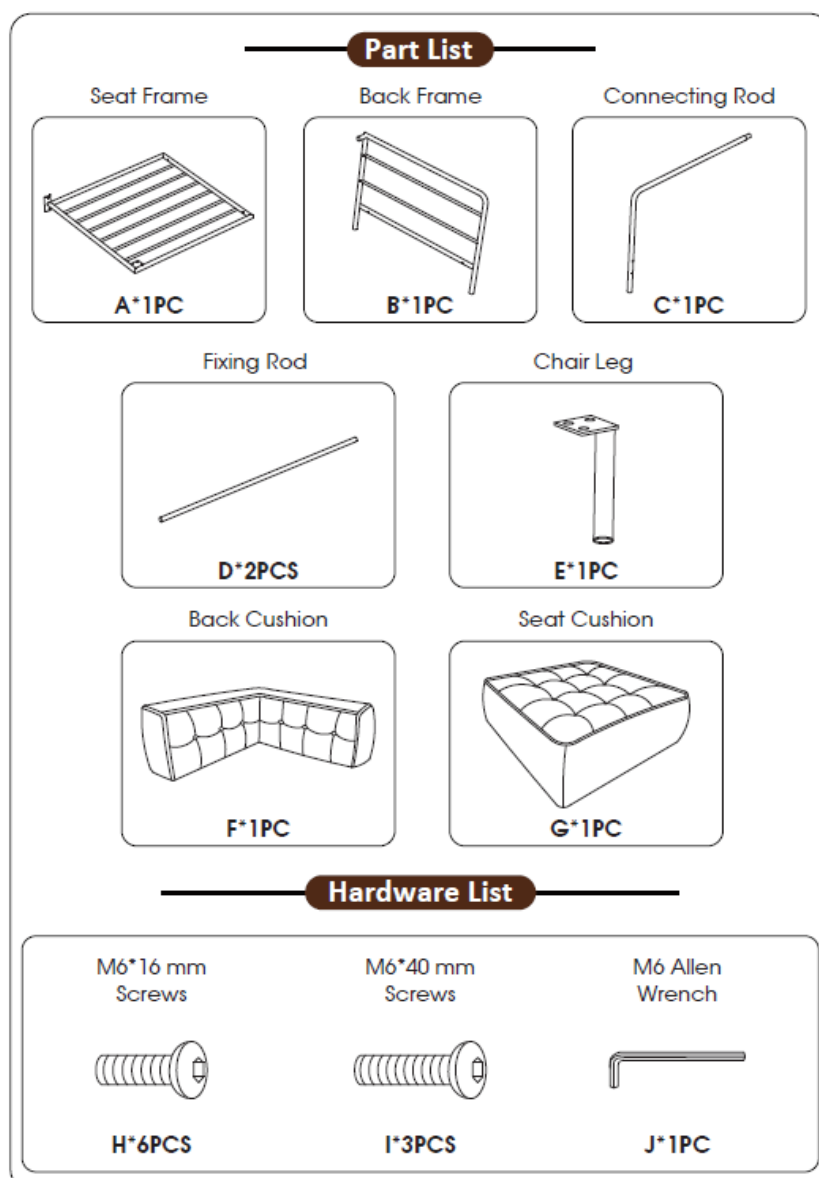 Part List
Seat Frame
Back Frame
Connecting Rod
A*1PC
B*1PC
C*1PC
Fixing Rod
Chair Leg
D*2PCS
E*1PC
Back Cushion
Seat Cushion
F*1PC
G*1PC
Hardware List
M6*16 mm
Screws
M6*40 mm
Screws
M6 Allen
Wrench
H*6PCS
I*3PCS
J*1PC